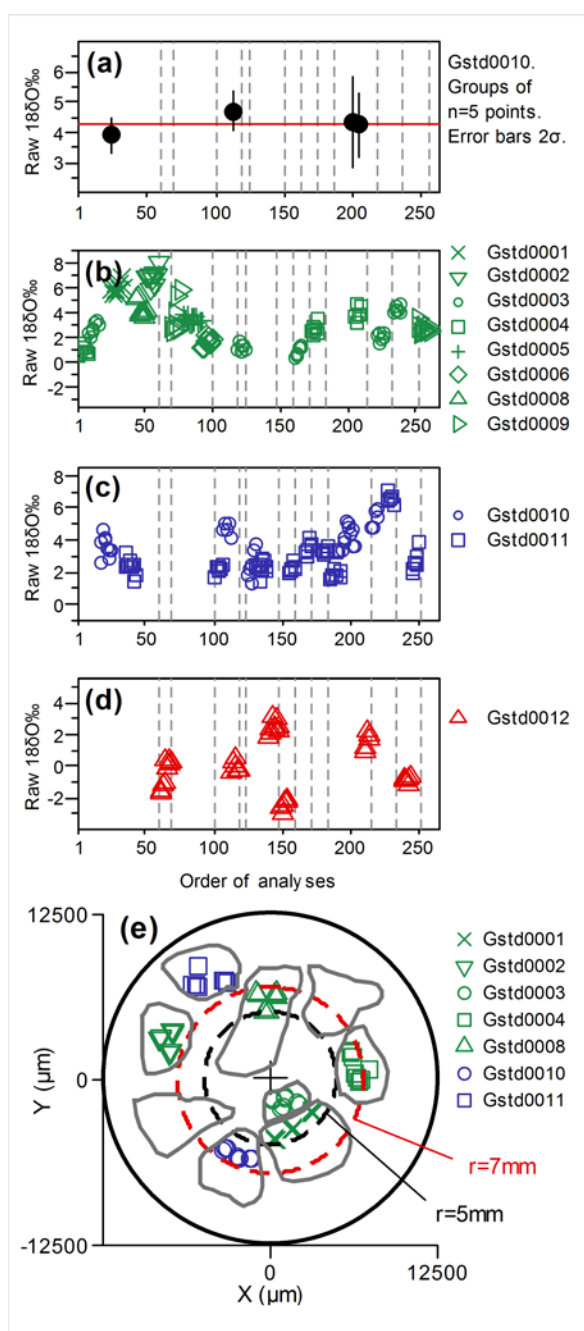 (a)
Raw 18δO‰
6
5
4
3
1
50
100
150
200
250
Gstd0010.
Groups of
n=5 points.
Error bars 2σ.
(b)
Raw 18δO‰
8
6
4
2
0
-2
1
50
100
150
200
250
Gstd0001
Gstd0002
Gstd0003
Gstd0004
Gstd0005
Gstd0006
Gstd0008
Gstd0009
(c)
Raw 18δO‰
8
6
4
2
0
1
50
100
150
200
250
Gstd0010
Gstd0011
(d)
Raw 18δO‰
4
2
0
-2
1
50
100
150
200
250
Gstd0012
Order of analyses
(e)
Y (µm)
12500
0
-12500
0
12500
X (µm)
Gstd0001
Gstd0002
Gstd0003
Gstd0004
Gstd0008
Gstd0010
Gstd0011
r=7mm
r=5mm